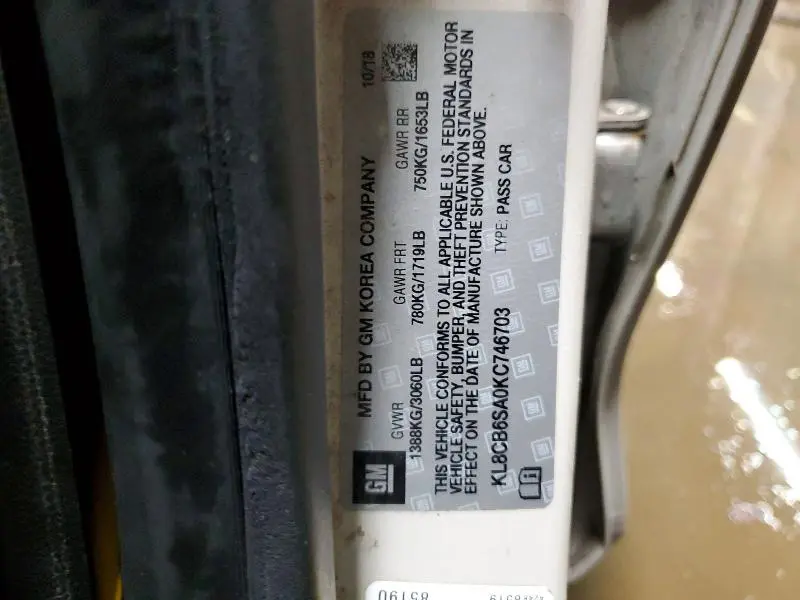 GM
MFD BY GM KOREA COMPANY
10/18
GVWR GAWR FRT GAWR RR
1388KG/3060LB 780KG/1719LB 750KG/1653LB
THIS VEHICLE CONFORMS TO ALL APPLICABLE U.S. FEDERAL MOTOR
VEHICLE SAFETY, BUMPER, AND THEFT PREVENTION STANDARDS IN
EFFECT ON THE DATE OF MANUFACTURE SHOWN ABOVE.
KL8CB6SA0KC746703 TYPE: PASS CAR